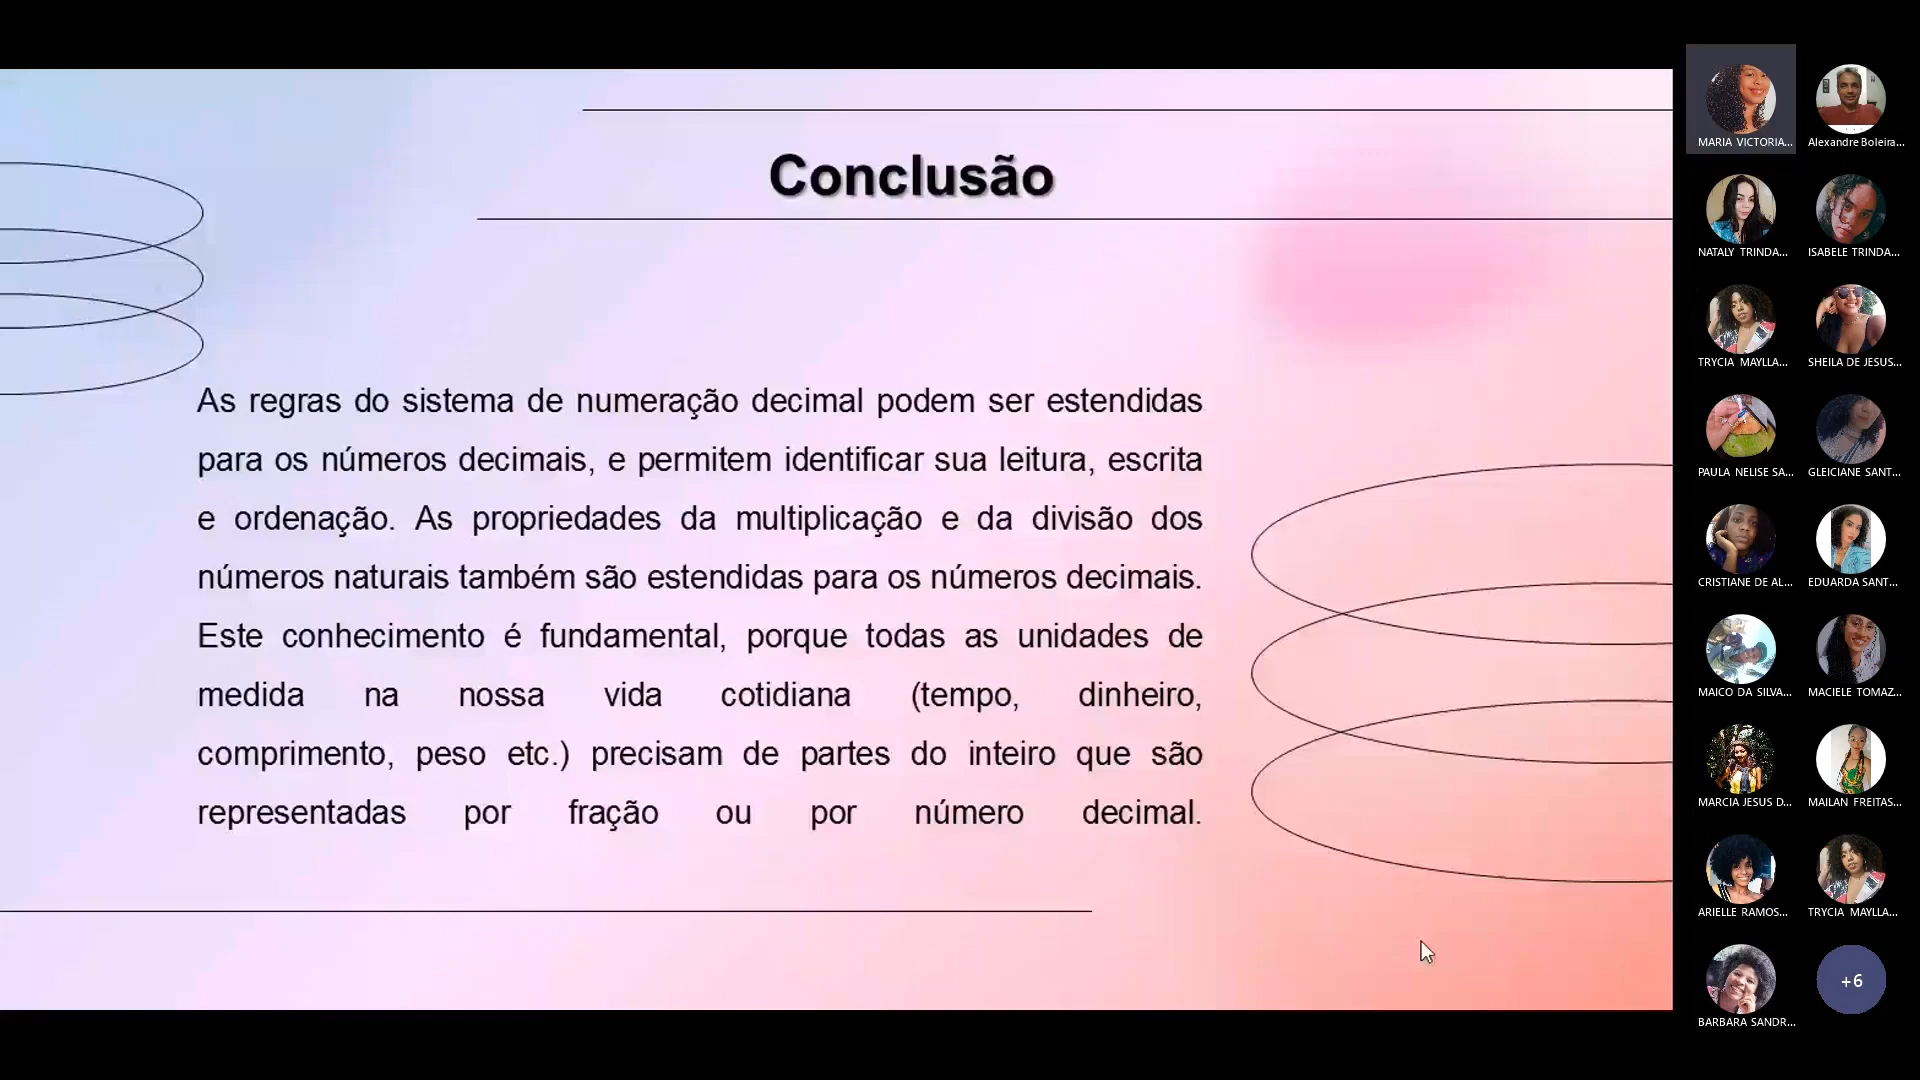 Conclusão
As regras do sistema de numeração decimal podem ser estendidas
para os números decimais, e permitem identificar sua leitura, escrita
e ordenação. As propriedades da multiplicação e da divisão dos
números naturais também são estendidas para os números decimais.
Este conhecimento é fundamental, porque todas as unidades de
medida na nossa vida cotidiana (tempo, dinheiro,
comprimento, peso etc.) precisam de partes do inteiro que são
representadas por fração ou por número decimal.
MARIA VICTORIA...
Alexandre Boleira...
NATALY TRINDA...
ISABELE TRINDA...
TRYCIA MAYLLA...
SHEILA DE JESUS...
PAULA NELISE SA...
GLEICIANE SANT...
CRISTIANE DE AL...
EDUARDA SANT...
MAICO DA SILVA...
MACIELE TOMAZ...
MARCIA JESUS D...
MAILAN FREITAS...
ARIELLE RAMOS...
TRYCIA MAYLLA...
BARBARA SANDR...
+6